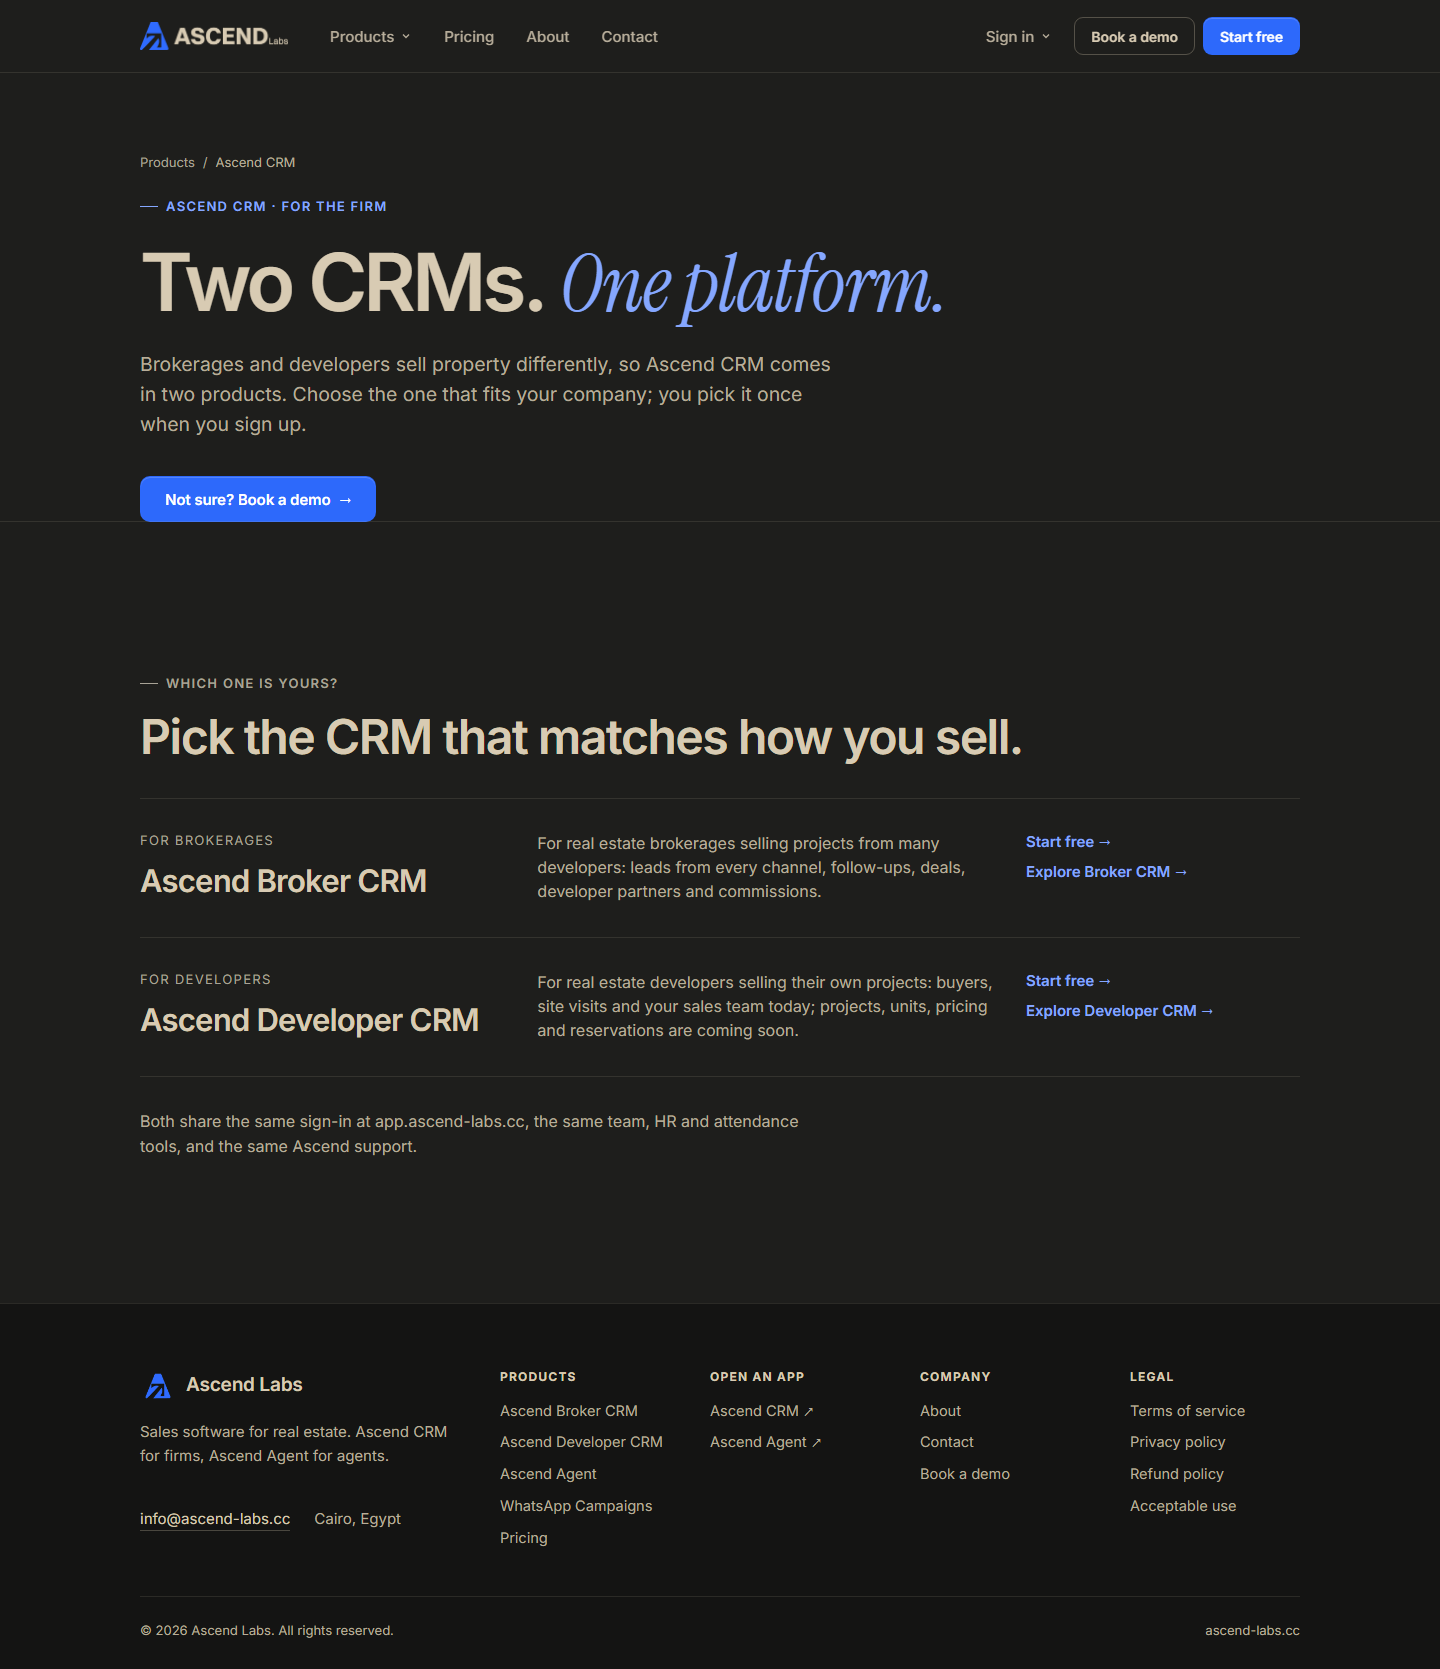 ASCEND Labs
Products Pricing About Contact Sign in Book a demo Start free
Products / Ascend CRM
ASCEND CRM · FOR THE FIRM
Two CRMs. One platform.
Brokerages and developers sell property differently, so Ascend CRM comes
in two products. Choose the one that fits your company; you pick it once
when you sign up.
Not sure? Book a demo →
WHICH ONE IS YOURS?
Pick the CRM that matches how you sell.
FOR BROKERAGES
Ascend Broker CRM
For real estate brokerages selling projects from many
developers: leads from every channel, follow-ups, deals,
developer partners and commissions.
Start free →
Explore Broker CRM →
FOR DEVELOPERS
Ascend Developer CRM
For real estate developers selling their own projects: buyers,
site visits and your sales team today; projects, units, pricing
and reservations are coming soon.
Start free →
Explore Developer CRM →
Both share the same sign-in at app.ascend-labs.cc, the same team, HR and attendance
tools, and the same Ascend support.
Ascend Labs
Sales software for real estate. Ascend CRM
for firms, Ascend Agent for agents.
info@ascend-labs.cc Cairo, Egypt
PRODUCTS
Ascend Broker CRM
Ascend Developer CRM
Ascend Agent
WhatsApp Campaigns
Pricing
OPEN AN APP
Ascend CRM ↗
Ascend Agent ↗
COMPANY
About
Contact
Book a demo
LEGAL
Terms of service
Privacy policy
Refund policy
Acceptable use
© 2026 Ascend Labs. All rights reserved.
ascend-labs.cc